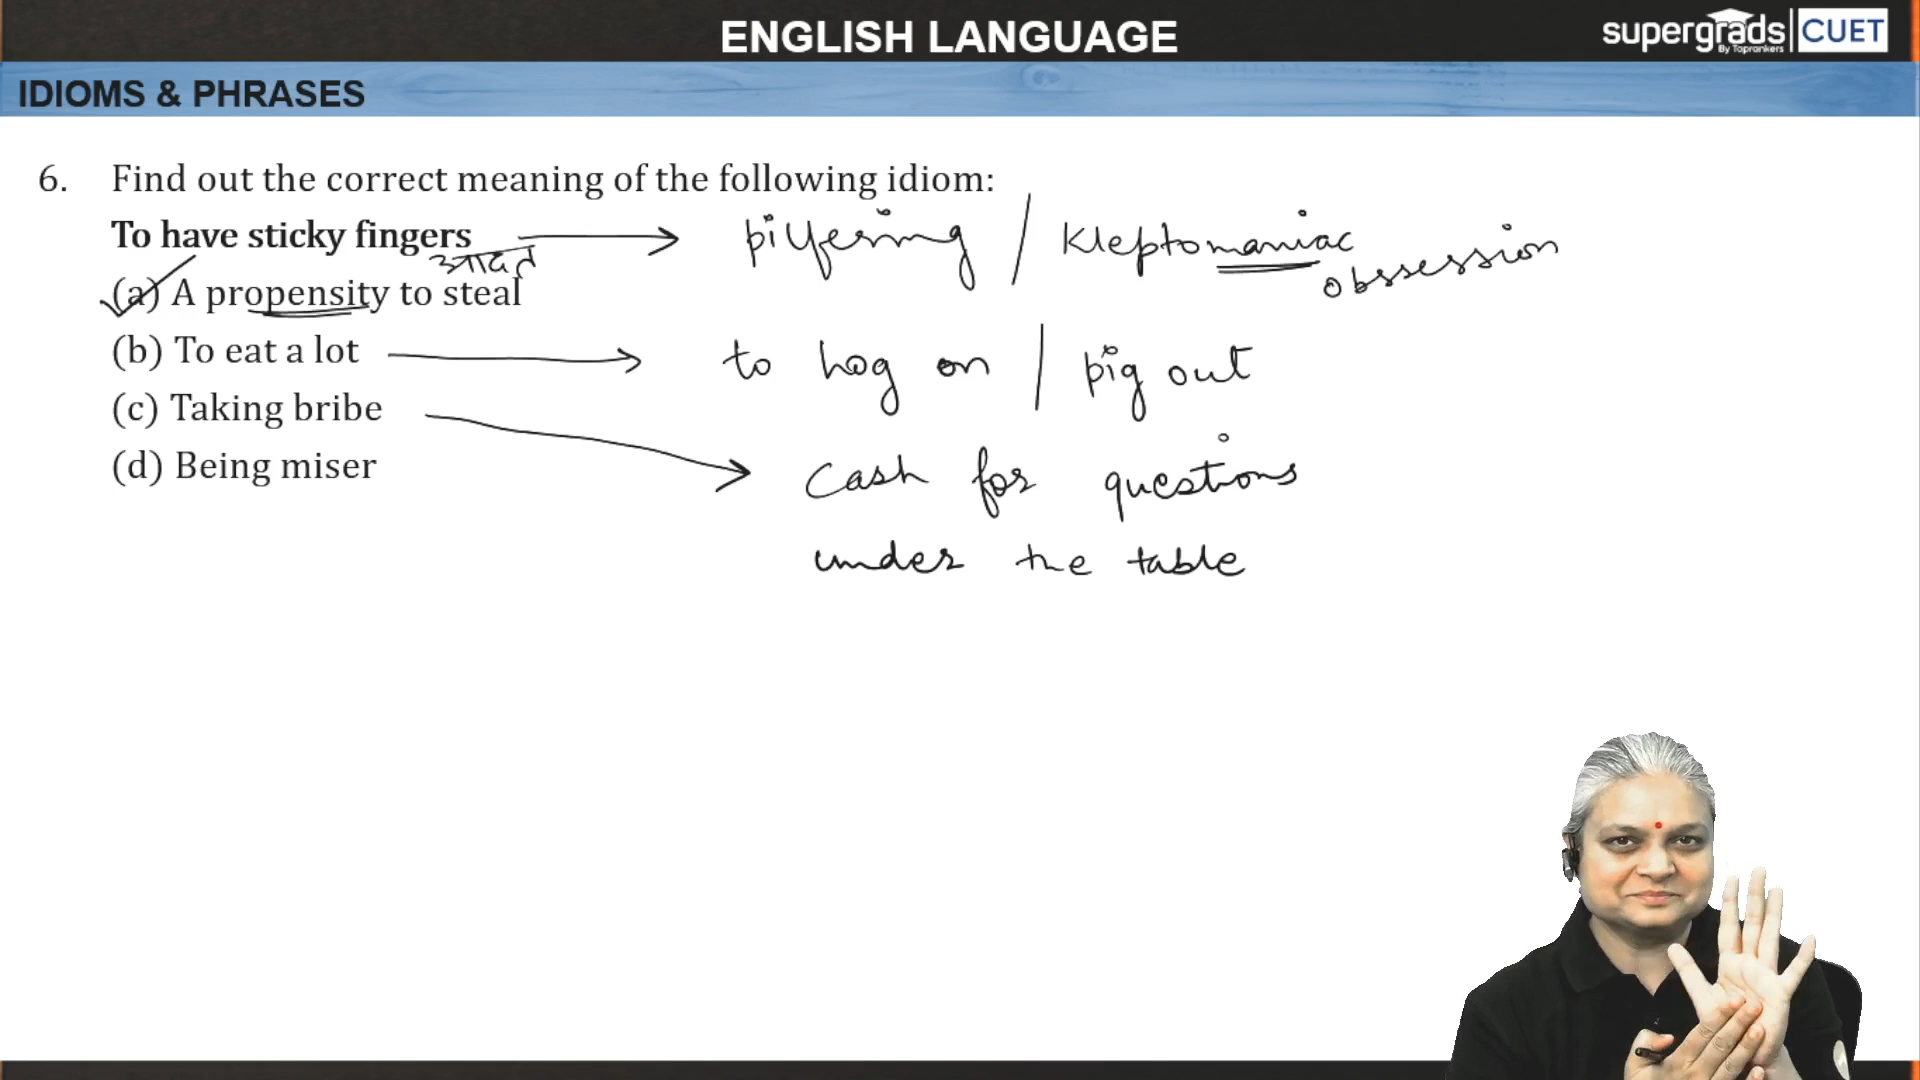 ENGLISH LANGUAGE
supergrads By Toprankers CUET
IDIOMS & PHRASES
6. Find out the correct meaning of the following idiom:
To have sticky fingers → pilfering / Kleptomaniac
आदत
obssession
(a) A propensity to steal
(b) To eat a lot → to hog on / pig out
(c) Taking bribe → Cash for questions
(d) Being miser
under the table